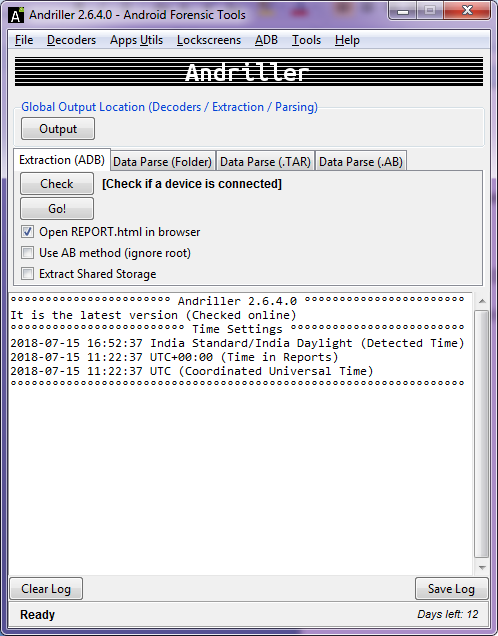 Andriller 2.6.4.0 - Android Forensic Tools
File Decoders Apps Utils Lockscreens ADB Tools Help
Andriller
Global Output Location (Decoders / Extraction / Parsing)
Output
Extraction (ADB) Data Parse (Folder) Data Parse (.TAR) Data Parse (.AB)
Check [Check if a device is connected]
Go!
Open REPORT.html in browser
Use AB method (ignore root)
Extract Shared Storage
°°°°°°°°°°°°°°°°°°°°°°° Andriller 2.6.4.0 °°°°°°°°°°°°°°°°°°°°°°°
It is the latest version (Checked online)
°°°°°°°°°°°°°°°°°°°°°°°°° Time Settings °°°°°°°°°°°°°°°°°°°°°°°°°
2018-07-15 16:52:37 India Standard/India Daylight (Detected Time)
2018-07-15 11:22:37 UTC+00:00 (Time in Reports)
2018-07-15 11:22:37 UTC (Coordinated Universal Time)
°°°°°°°°°°°°°°°°°°°°°°°°°°°°°°°°°°°°°°°°°°°°°°°°°°°°°°°°°°°°°°°°°
Clear Log Save Log
Ready Days left: 12